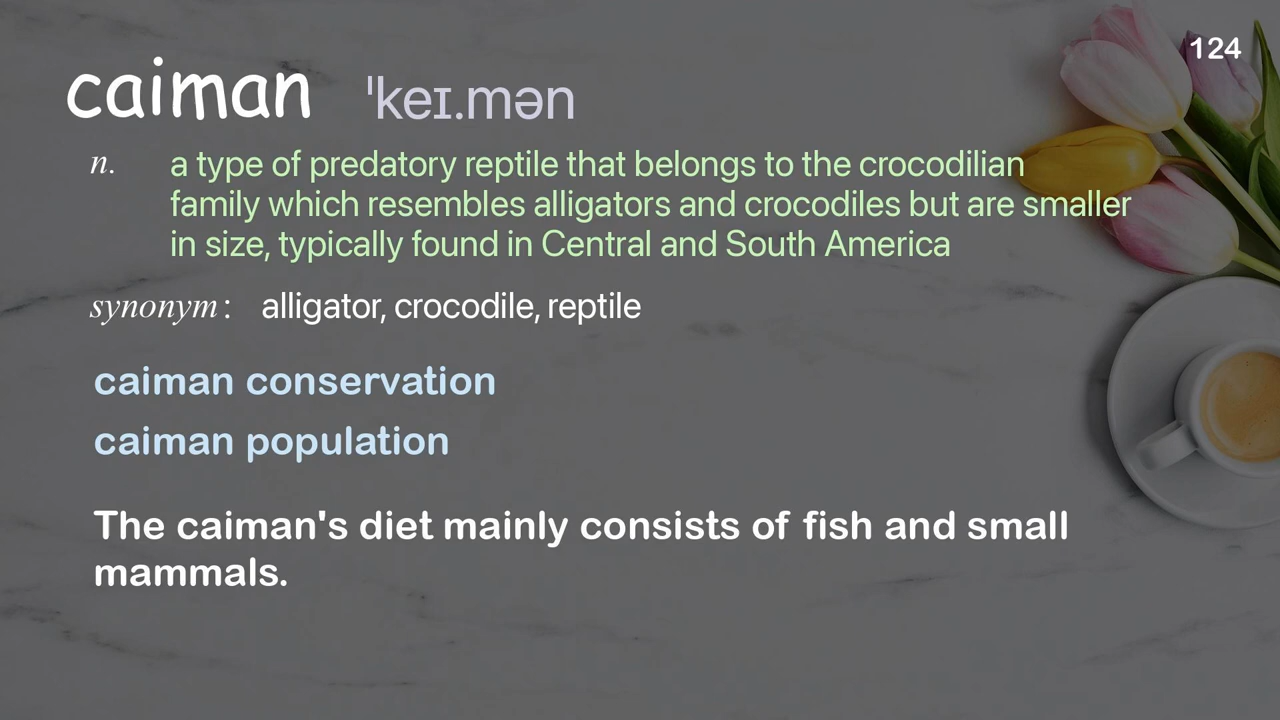 124
caiman ˈkeɪ.mən
n. a type of predatory reptile that belongs to the crocodilian
family which resembles alligators and crocodiles but are smaller
in size, typically found in Central and South America
synonym: alligator, crocodile, reptile
caiman conservation
caiman population
The caiman's diet mainly consists of fish and small
mammals.